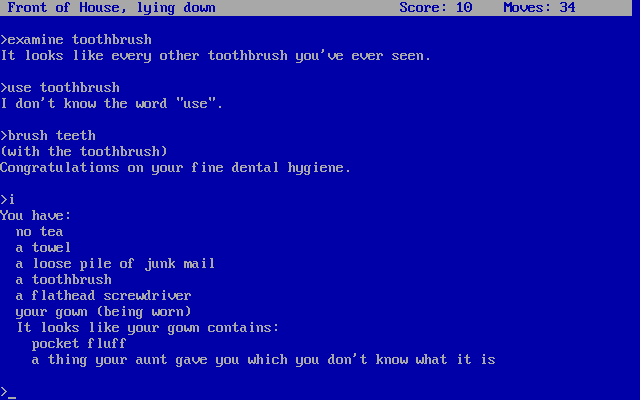 Front of House, lying down Score: 10 Moves: 34
>examine toothbrush
It looks like every other toothbrush you've ever seen.
>use toothbrush
I don't know the word "use".
>brush teeth
(with the toothbrush)
Congratulations on your fine dental hygiene.
>i
You have:
no tea
a towel
a loose pile of junk mail
a toothbrush
a flathead screwdriver
your gown (being worn)
It looks like your gown contains:
pocket fluff
a thing your aunt gave you which you don't know what it is
>_